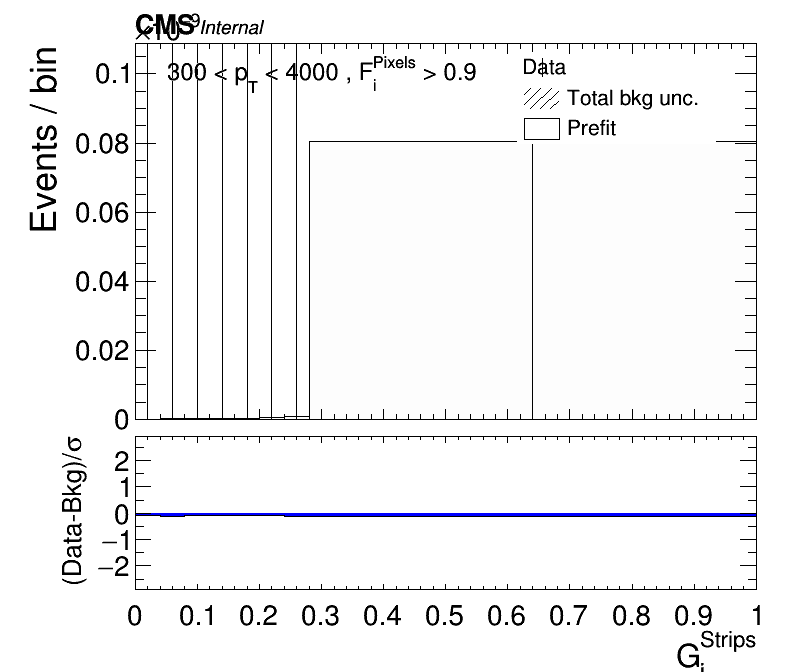 CMS Internal
×10⁻⁹
300 < p_T < 4000 , F_i^Pixels > 0.9
Data
Total bkg unc.
Prefit
Events / bin
0.1
0.08
0.06
0.04
0.02
0
(Data-Bkg)/σ
2
1
0
−1
−2
0 0.1 0.2 0.3 0.4 0.5 0.6 0.7 0.8 0.9 1
G_i^Strips